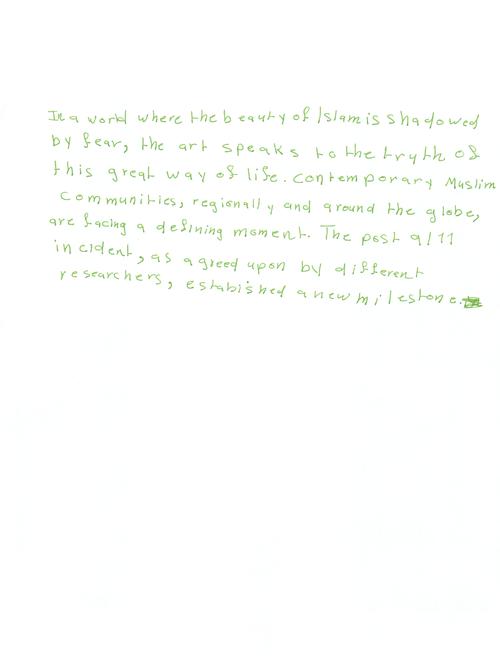 In a world where the beauty of Islam is shadowed
by fear, the art speaks to the truth of
this great way of life. contemporary Muslim
communities, regionally and around the globe,
are facing a defining moment. The post 9/11
incident, as agreed upon by different
researchers, estabished a new milestone.